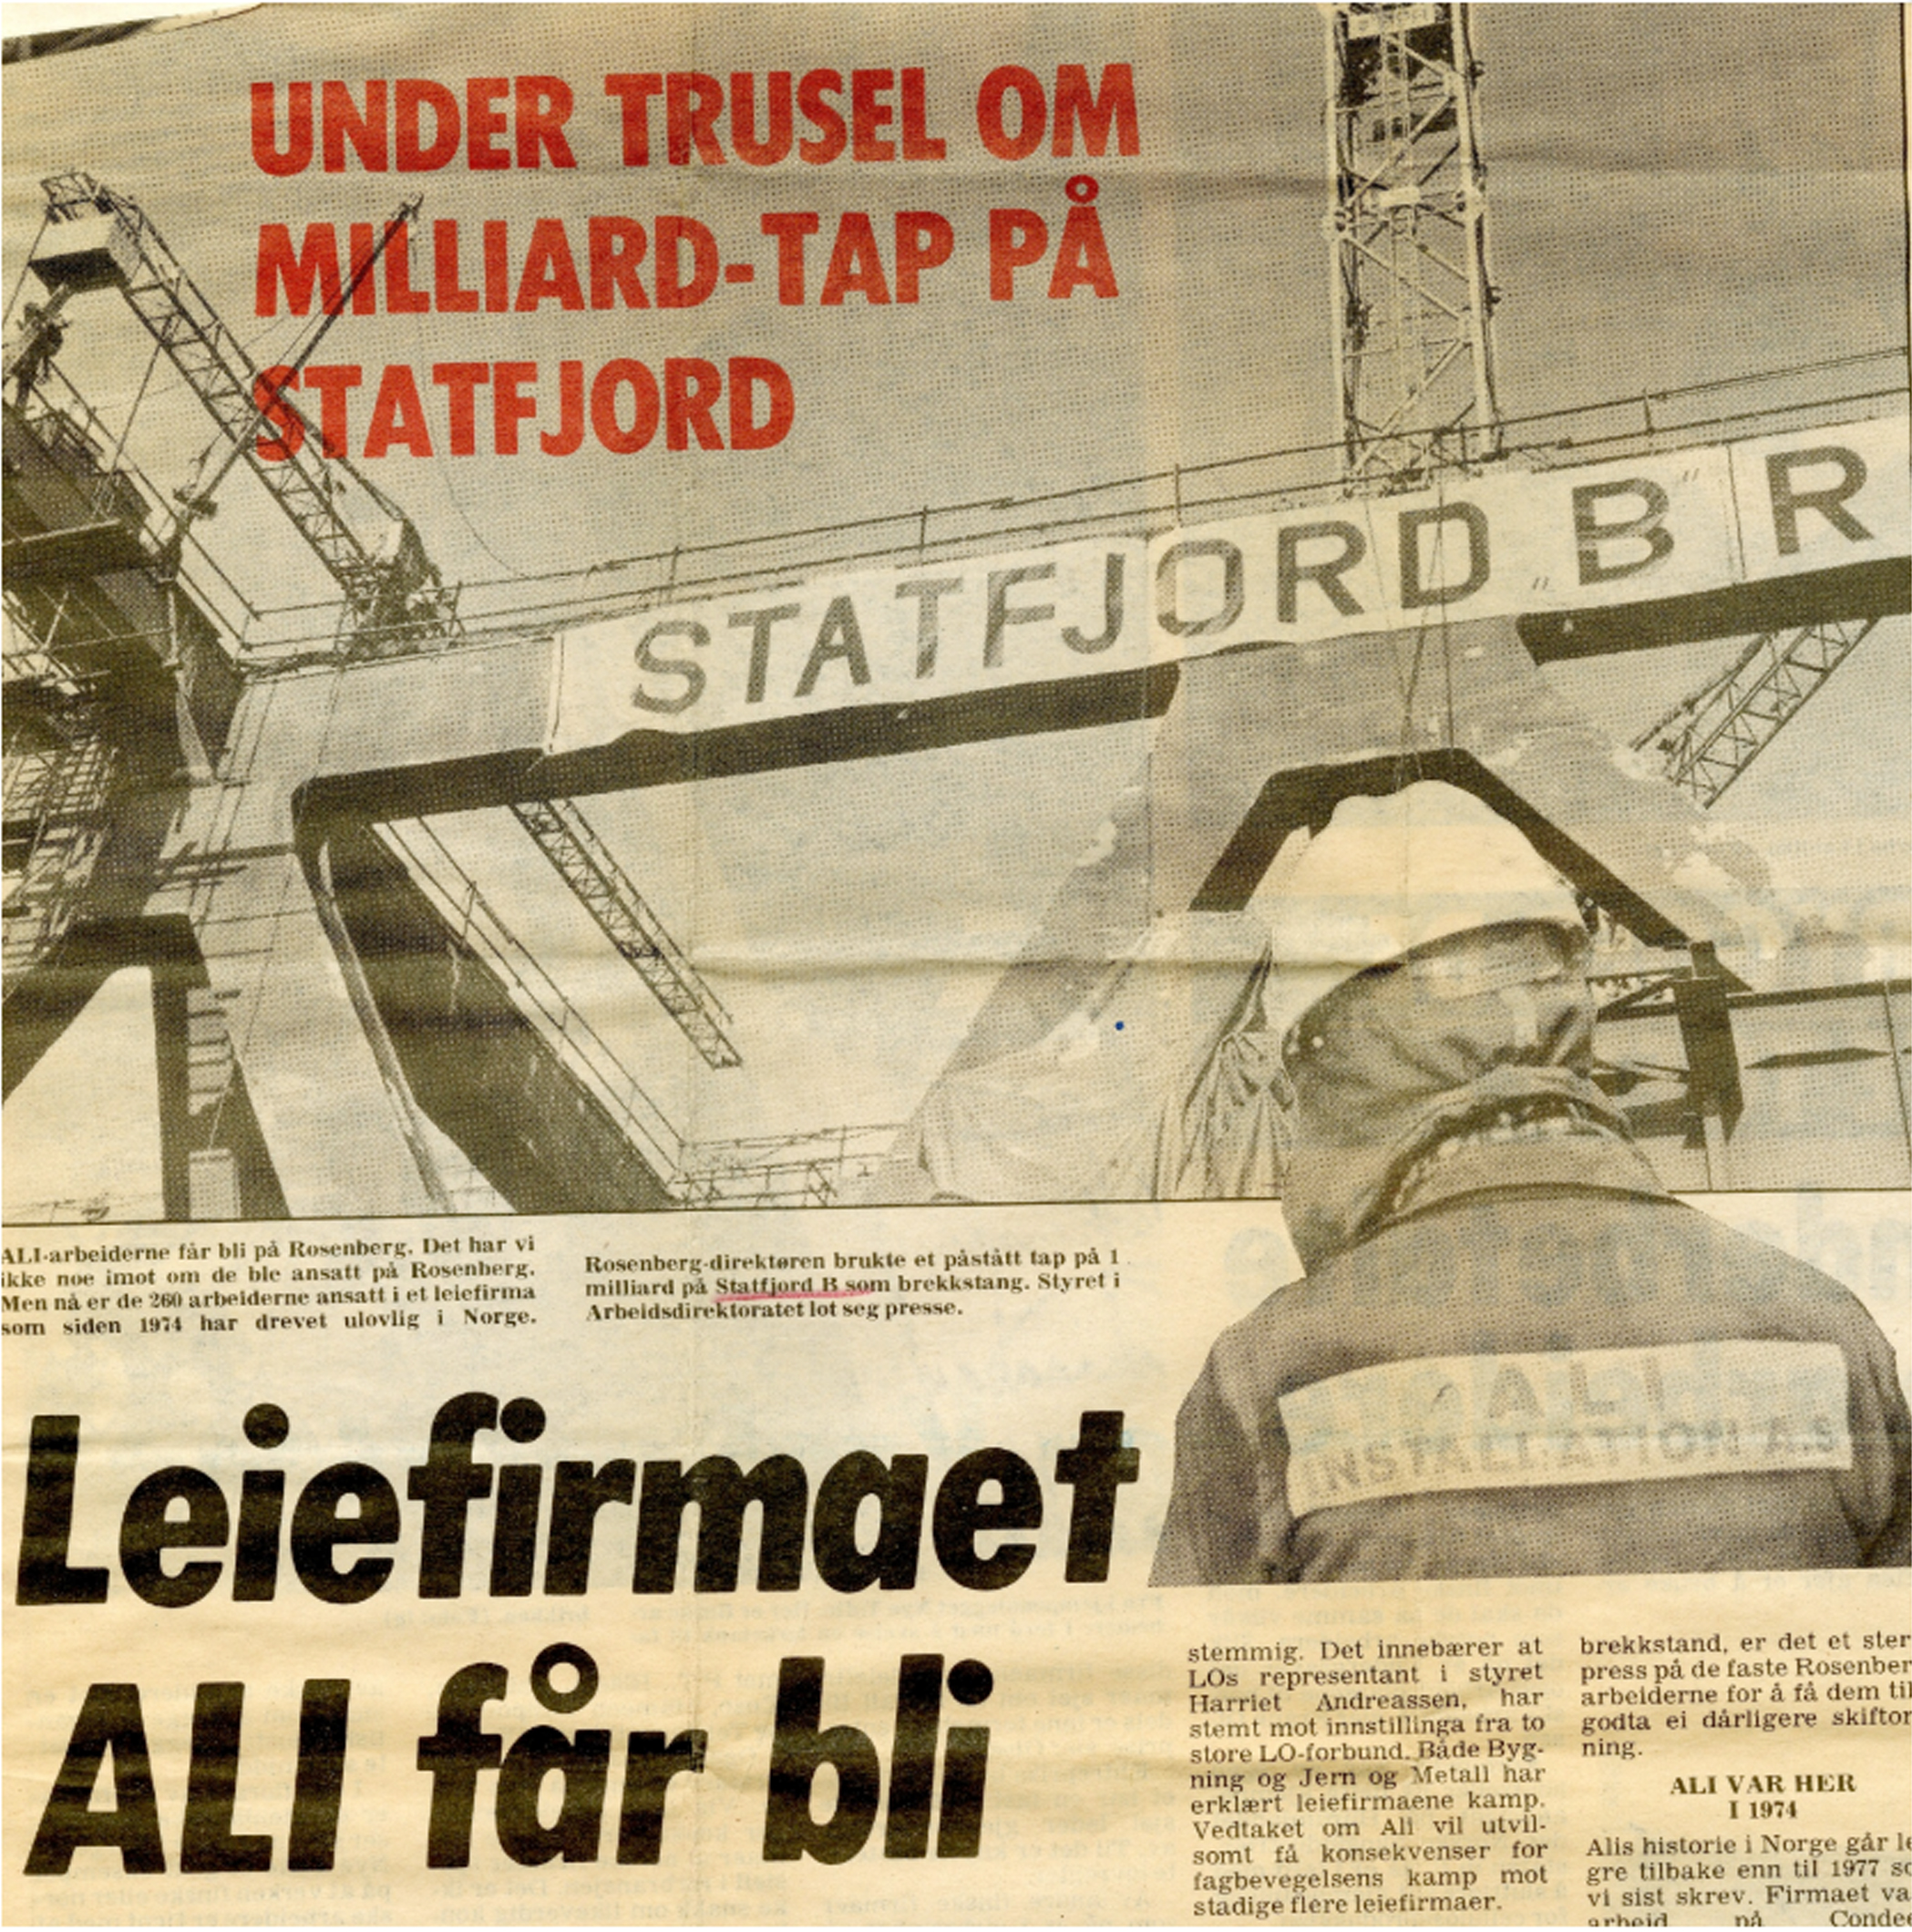 UNDER TRUSEL OM
MILLIARD-TAP PÅ
STATFJORD
STATFJORD "B" R
ALI-arbeiderne får bli på Rosenberg. Det har vi
ikke noe imot om de ble ansatt på Rosenberg.
Men nå er de 260 arbeiderne ansatt i et leiefirma
som siden 1974 har drevet ulovlig i Norge.
Rosenberg-direktøren brukte et påstått tap på 1
milliard på Statfjord B som brekkstang. Styret i
Arbeidsdirektoratet lot seg presse.
ALI
INSTALLATION A.S
Leiefirmaet
ALI får bli
stemmig. Det innebærer at
LOs representant i styret
Harriet Andreassen, har
stemt mot innstillinga fra to
store LO-forbund. Både Byg-
ning og Jern og Metall har
erklært leiefirmaene kamp.
Vedtaket om Ali vil utvil-
somt få konsekvenser for
fagbevegelsens kamp mot
stadige flere leiefirmaer.
brekkstand, er det et ster
press på de faste Rosenber
arbeiderne for å få dem til
godta ei dårligere skiftor
ning.
ALI VAR HER
I 1974
Alis historie i Norge går le
gre tilbake enn til 1977 so
vi sist skrev. Firmaet va
arbeid på Condee